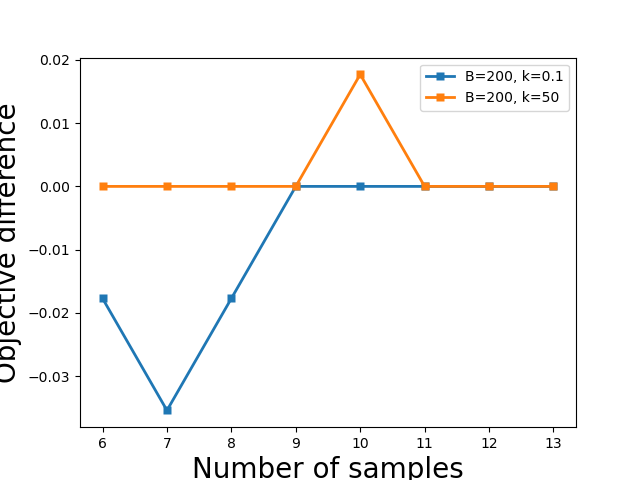 0.02
0.01
0.00
−0.01
−0.02
−0.03
Objective difference
B=200, k=0.1
B=200, k=50
6 7 8 9 10 11 12 13
Number of samples